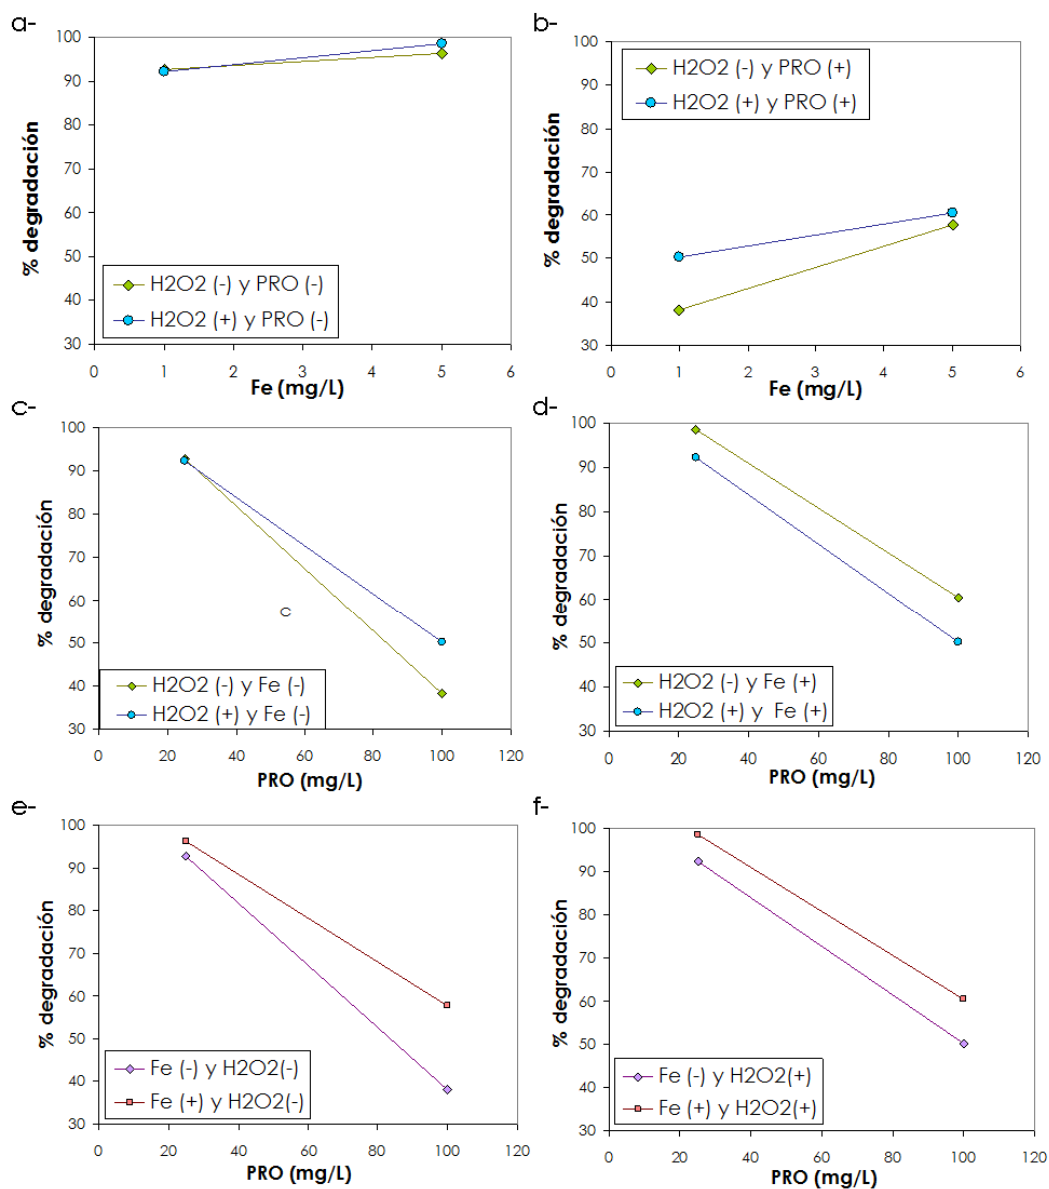 a-
100
90
80
70
60
50
40
30
% degradación
H2O2 (-) y PRO (-)
H2O2 (+) y PRO (-)
0 1 2 3 4 5 6
Fe (mg/L)
b-
100
90
80
70
60
50
40
30
% degradación
H2O2 (-) y PRO (+)
H2O2 (+) y PRO (+)
0 1 2 3 4 5 6
Fe (mg/L)
c-
100
90
80
70
60
50
40
30
% degradación
C
H2O2 (-) y Fe (-)
H2O2 (+) y Fe (-)
0 20 40 60 80 100 120
PRO (mg/L)
d-
100
90
80
70
60
50
40
30
% degradación
H2O2 (-) y Fe (+)
H2O2 (+) y Fe (+)
0 20 40 60 80 100 120
PRO (mg/L)
e-
100
90
80
70
60
50
40
30
% degradación
Fe (-) y H2O2(-)
Fe (+) y H2O2(-)
0 20 40 60 80 100 120
PRO (mg/L)
f-
100
90
80
70
60
50
40
30
% degradación
Fe (-) y H2O2(+)
Fe (+) y H2O2(+)
0 20 40 60 80 100 120
PRO (mg/L)